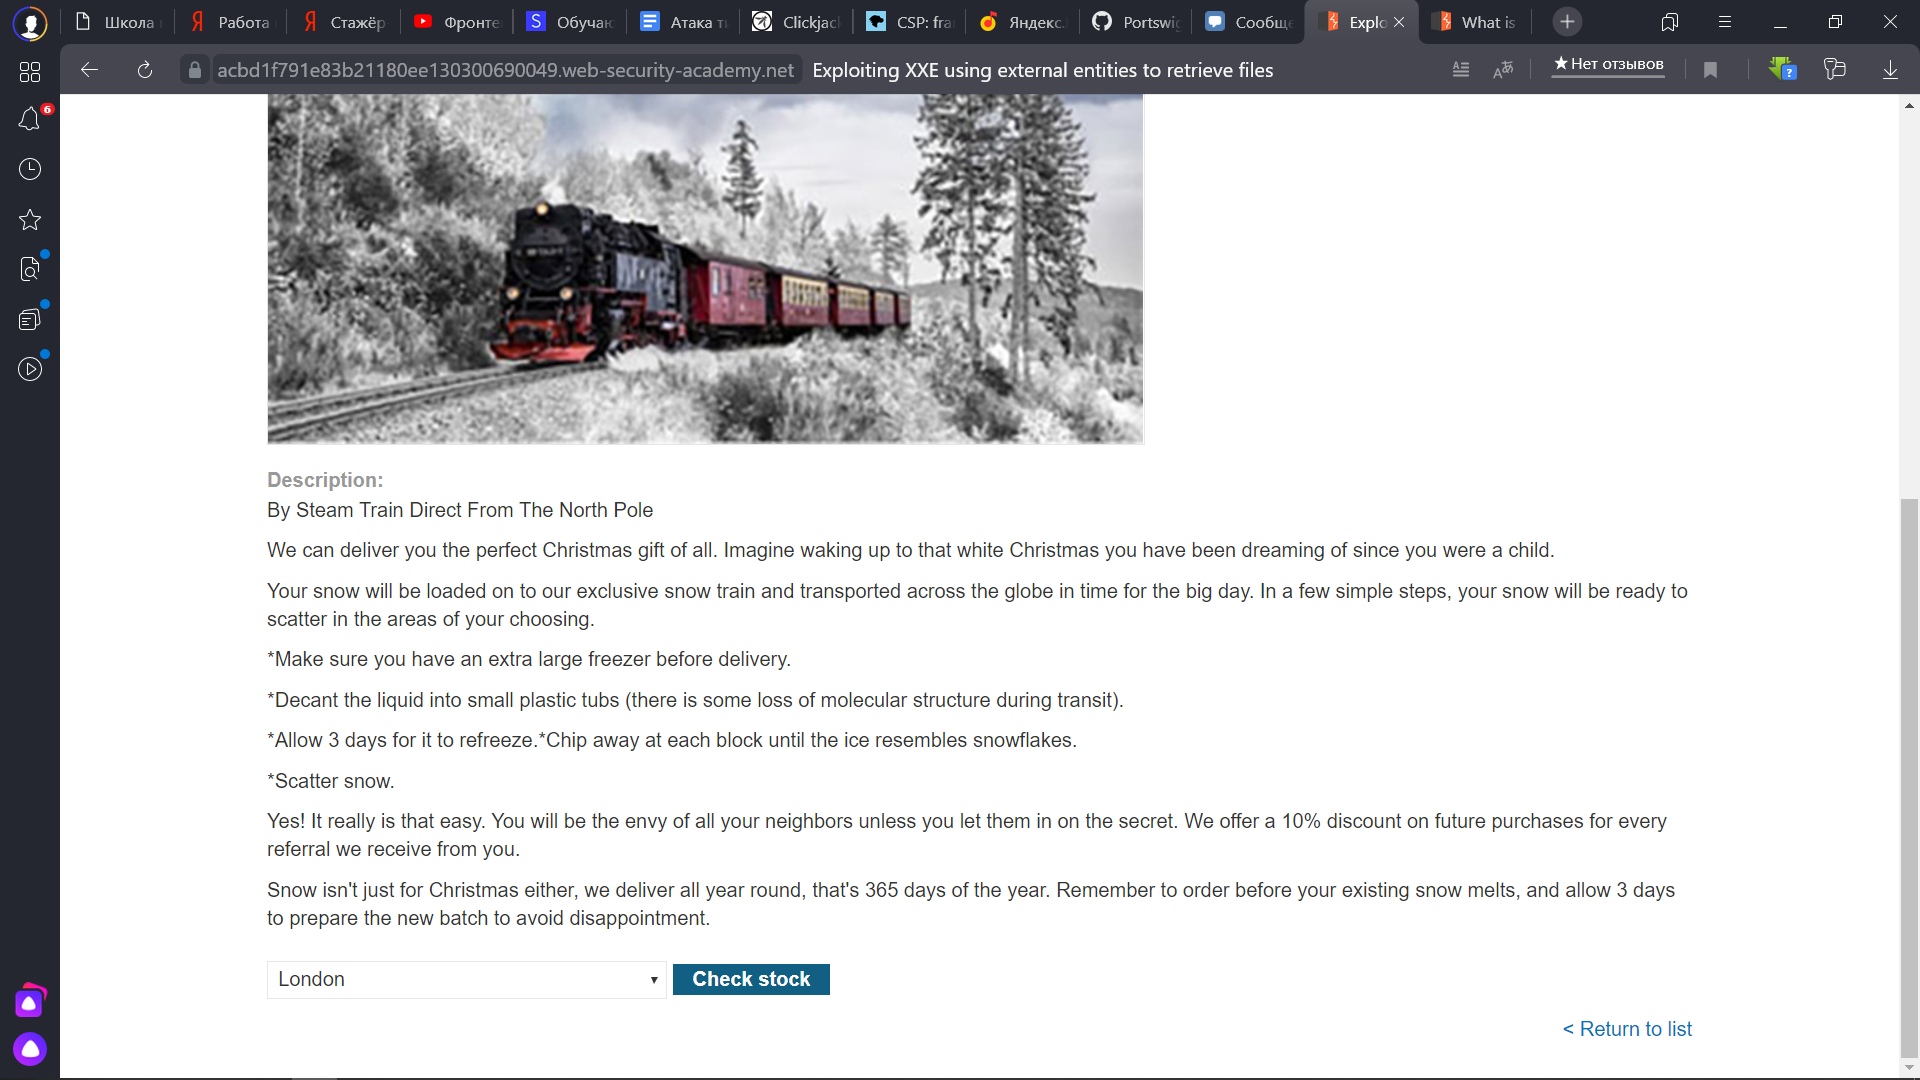 Школа
Работа
Стажёр
Фронте
Обучаю
Атака ти
Clickjac
CSP: fra
Яндекс.
Portswig
Сообще
Explo
What is
acbd1f791e83b21180ee130300690049.web-security-academy.net Exploiting XXE using external entities to retrieve files
★ Нет отзывов
6
Description:
By Steam Train Direct From The North Pole
We can deliver you the perfect Christmas gift of all. Imagine waking up to that white Christmas you have been dreaming of since you were a child.
Your snow will be loaded on to our exclusive snow train and transported across the globe in time for the big day. In a few simple steps, your snow will be ready to
scatter in the areas of your choosing.
*Make sure you have an extra large freezer before delivery.
*Decant the liquid into small plastic tubs (there is some loss of molecular structure during transit).
*Allow 3 days for it to refreeze.*Chip away at each block until the ice resembles snowflakes.
*Scatter snow.
Yes! It really is that easy. You will be the envy of all your neighbors unless you let them in on the secret. We offer a 10% discount on future purchases for every
referral we receive from you.
Snow isn't just for Christmas either, we deliver all year round, that's 365 days of the year. Remember to order before your existing snow melts, and allow 3 days
to prepare the new batch to avoid disappointment.
London
Check stock
< Return to list